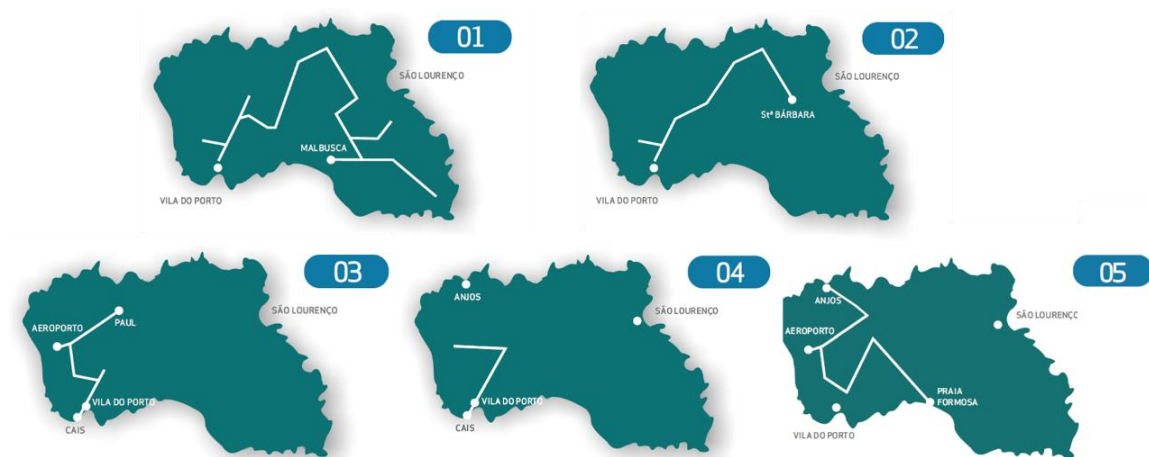 01
SÃO LOURENÇO
MALBUSCA
VILA DO PORTO
02
SÃO LOURENÇO
Stª BÁRBARA
VILA DO PORTO
03
SÃO LOURENÇO
PAUL
AEROPORTO
VILA DO PORTO
CAIS
04
ANJOS
SÃO LOURENÇO
VILA DO PORTO
CAIS
05
ANJOS
SÃO LOURENÇO
AEROPORTO
PRAIA
FORMOSA
VILA DO PORTO